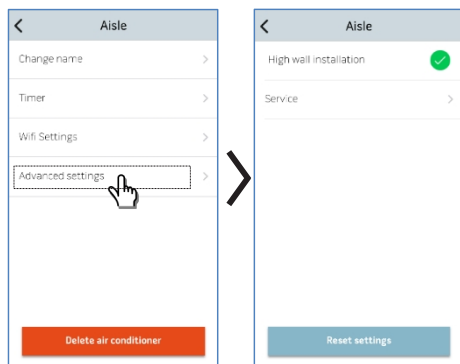 Aisle
Change name
Timer
Wifi Settings
Advanced settings
Delete air conditioner
Aisle
High wall installation
Service
Reset settings